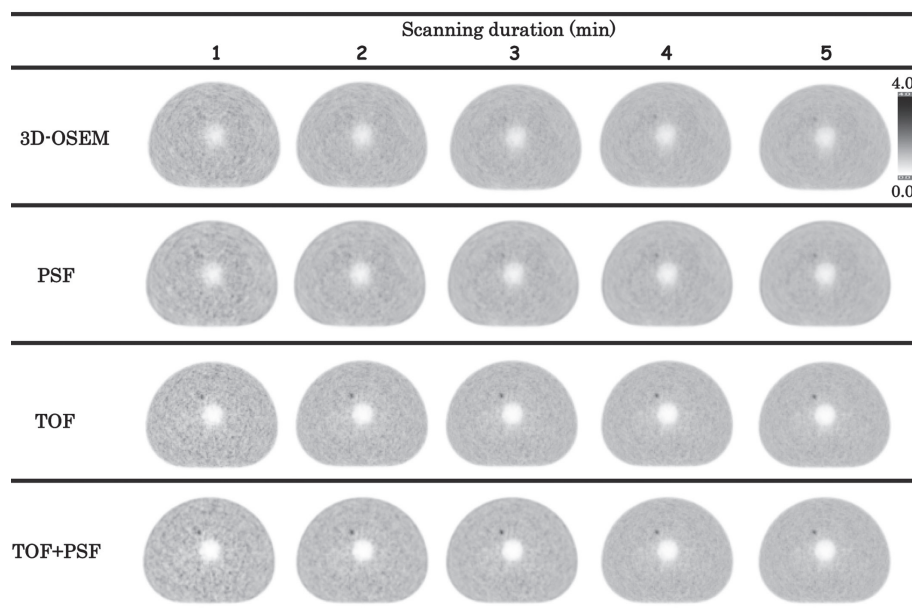 Scanning duration (min)
1 2 3 4 5
4.0
3D-OSEM
0.0
PSF
TOF
TOF+PSF